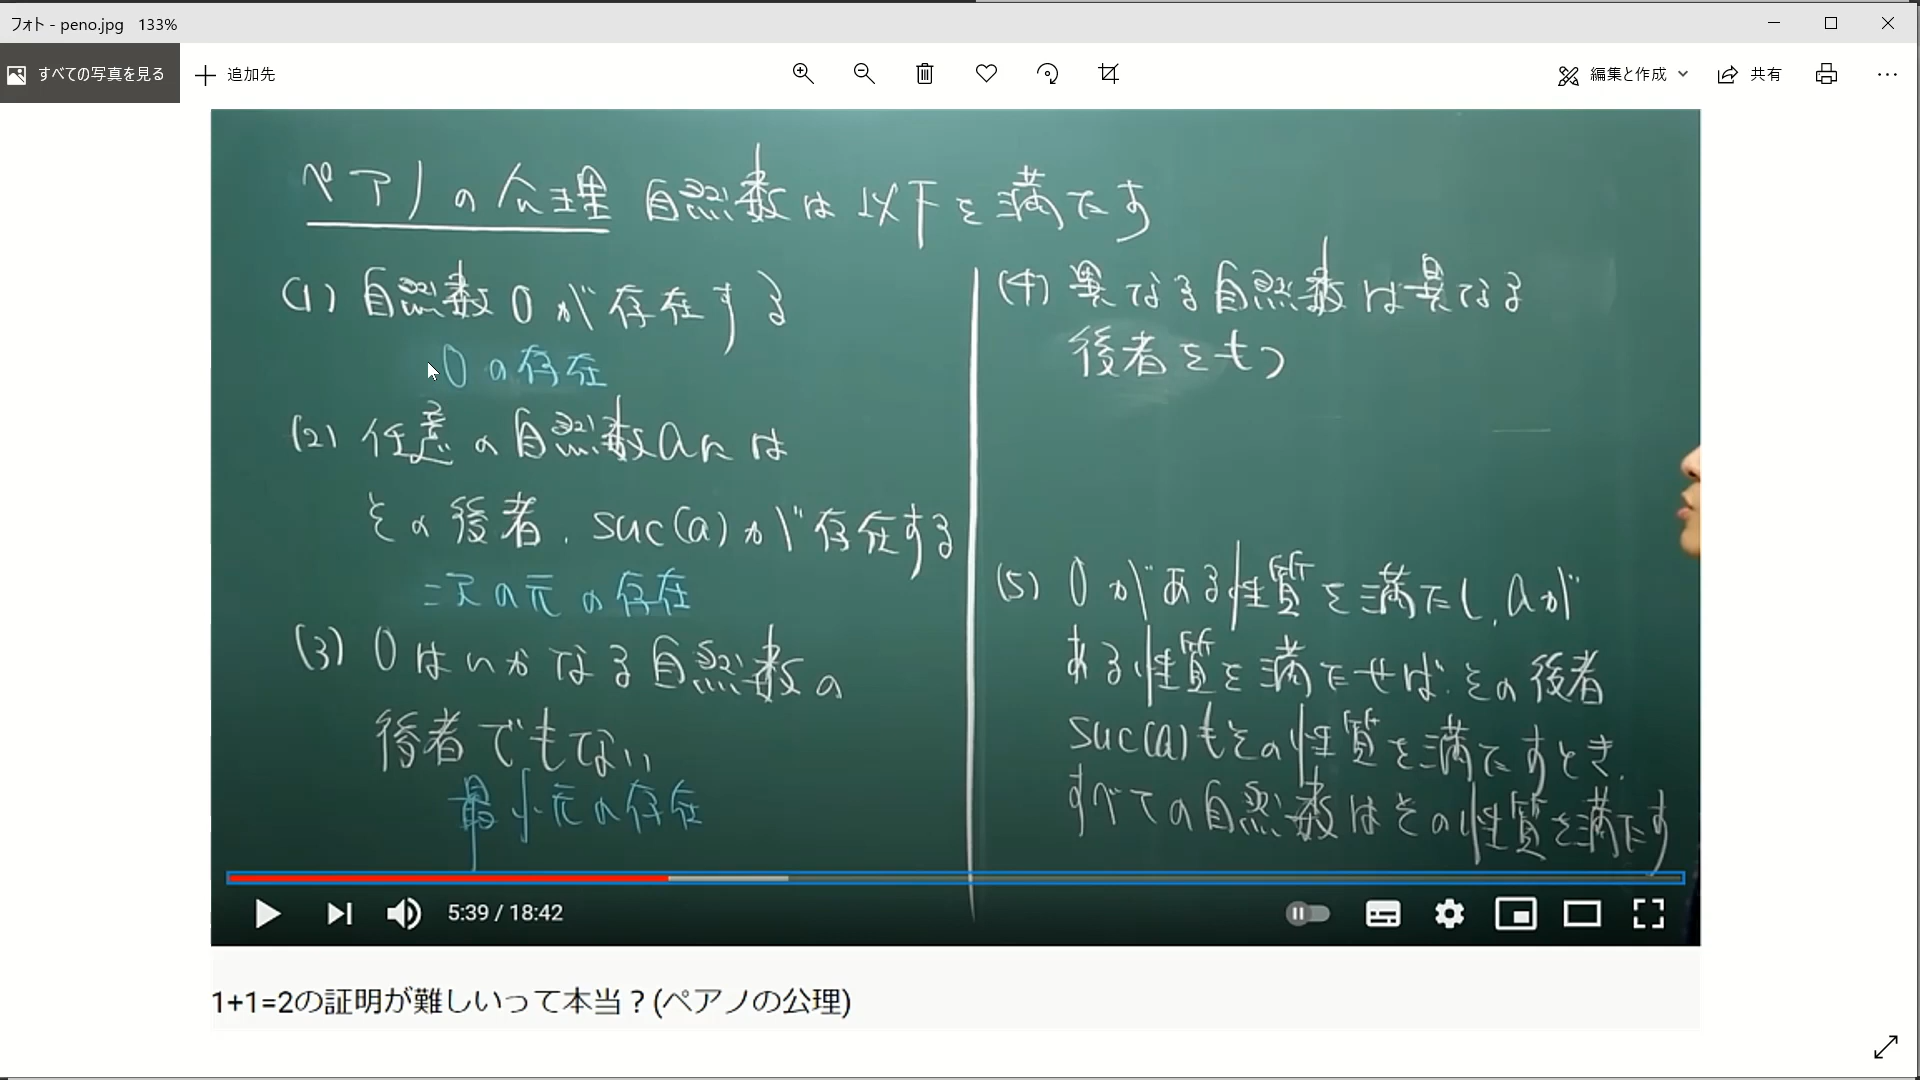 フォト - peno.jpg 133%
すべての写真を見る
追加先
編集と作成
共有
ペアノの公理 自然数は以下を満たす
(1) 自然数0が存在する
0の存在
(2) 任意の自然数aには
その後者、suc(a)が存在する
=次の元の存在
(3) 0はいかなる自然数の
後者でもない
最小元の存在
(4) 異なる自然数は異なる
後者をもつ
(5) 0がある性質を満たし、aが
ある性質を満たせば、その後者
suc(a)もその性質を満たすとき、
すべての自然数はその性質を満たす
5:39 / 18:42
1+1=2の証明が難しいって本当？(ペアノの公理)